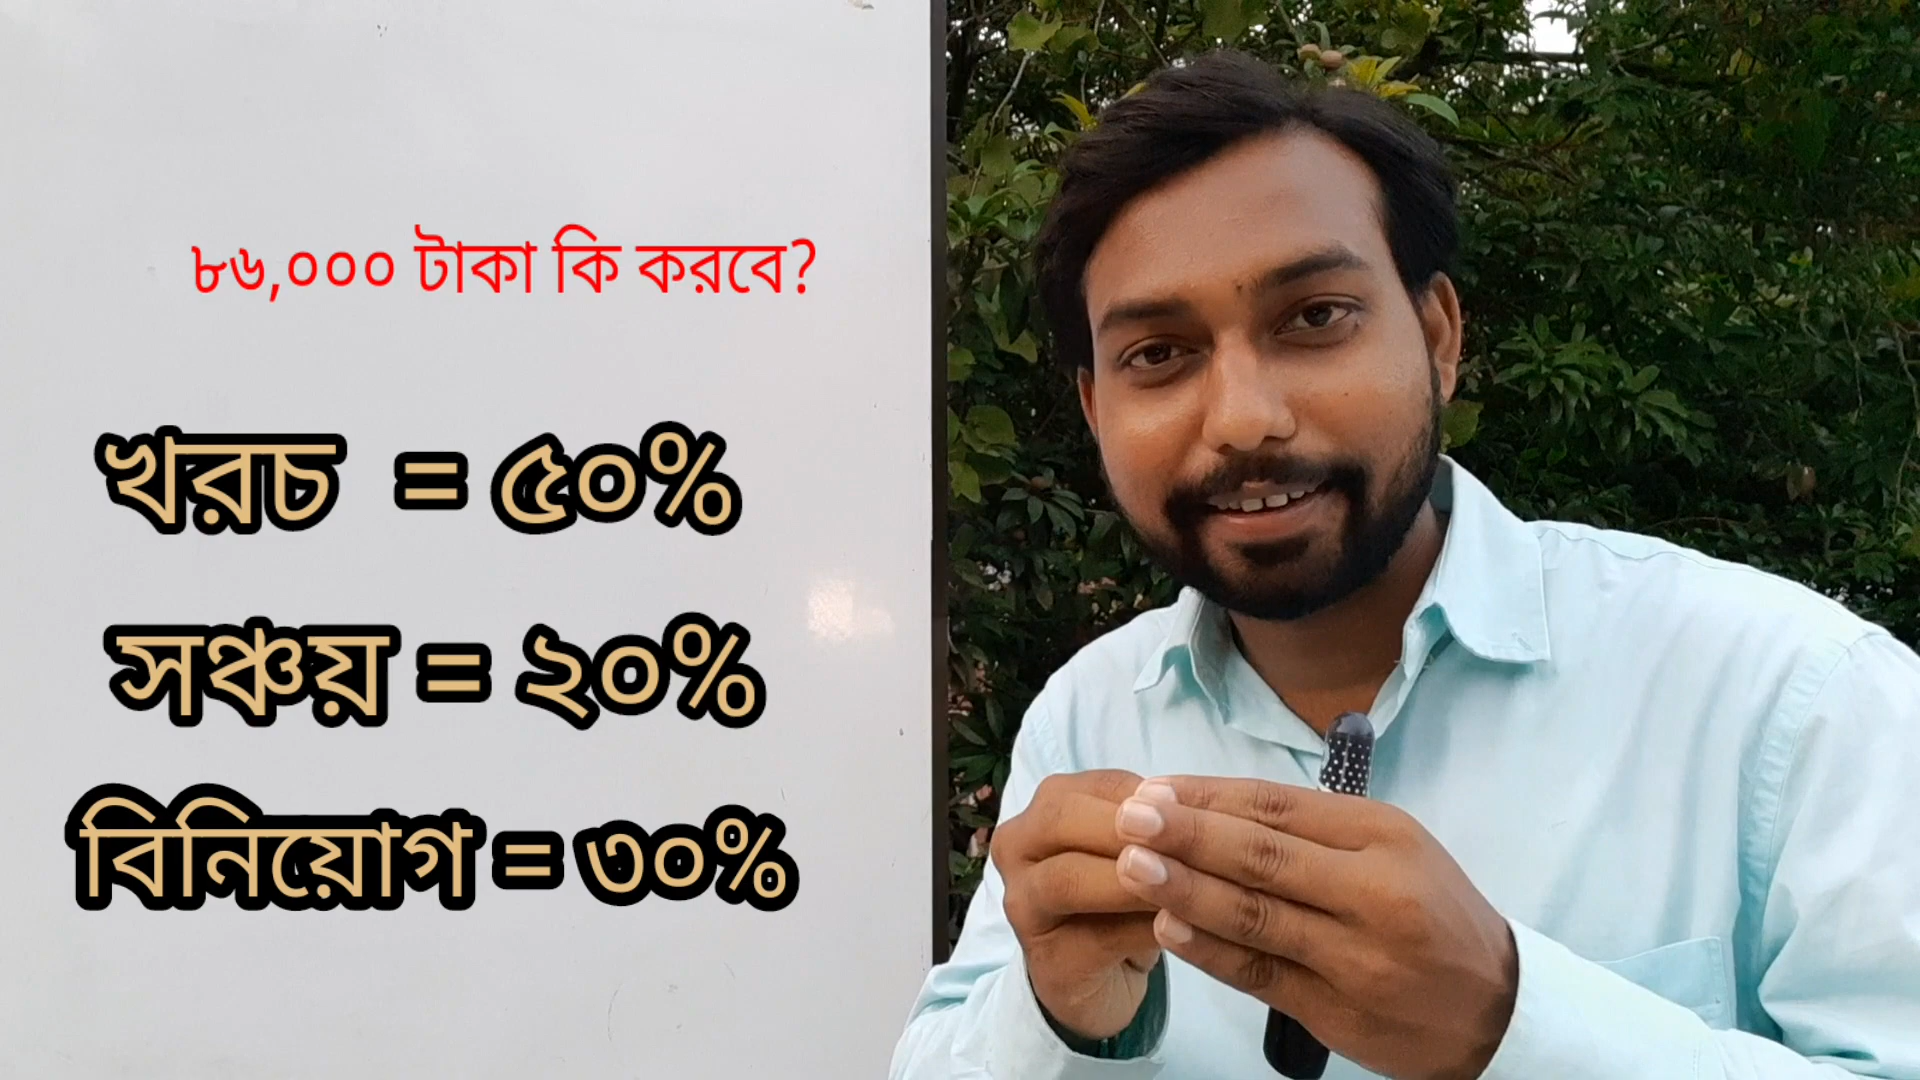 ৮৬,০০০ টাকা কি করবে?
খরচ = ৫০%
সঞ্চয় = ২০%
বিনিয়োগ = ৩০%